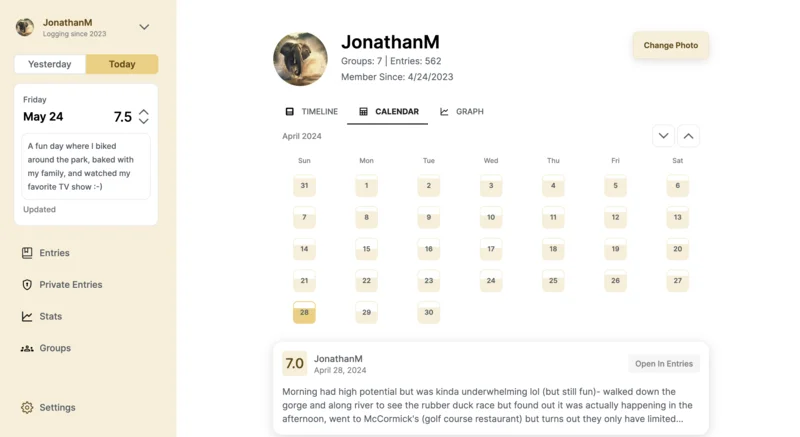 JonathanM
Logging since 2023
Yesterday
Today
Friday
May 24
7.5
A fun day where I biked
around the park, baked with
my family, and watched my
favorite TV show :-)
Updated
Entries
Private Entries
Stats
Groups
Settings
JonathanM
Groups: 7 | Entries: 562
Member Since: 4/24/2023
Change Photo
TIMELINE CALENDAR GRAPH
April 2024
Sun Mon Tue Wed Thu Fri Sat
31 1 2 3 4 5 6
7 8 9 10 11 12 13
14 15 16 17 18 19 20
21 22 23 24 25 26 27
28 29 30
7.0
JonathanM
April 28, 2024
Open In Entries
Morning had high potential but was kinda underwhelming lol (but still fun)- walked down the
gorge and along river to see the rubber duck race but found out it was actually happening in the
afternoon, went to McCormick's (golf course restaurant) but turns out they only have limited...